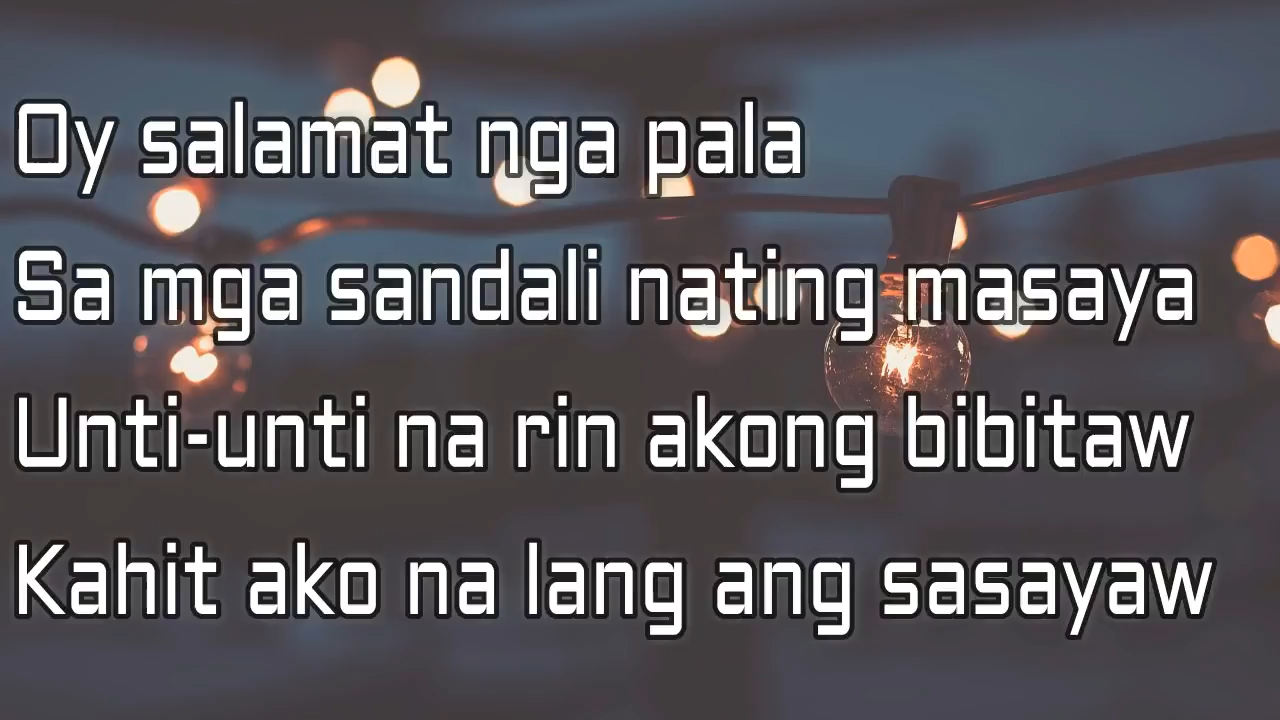 Oy salamat nga pala
Sa mga sandali nating masaya
Unti-unti na rin akong bibitaw
Kahit ako na lang ang sasayaw